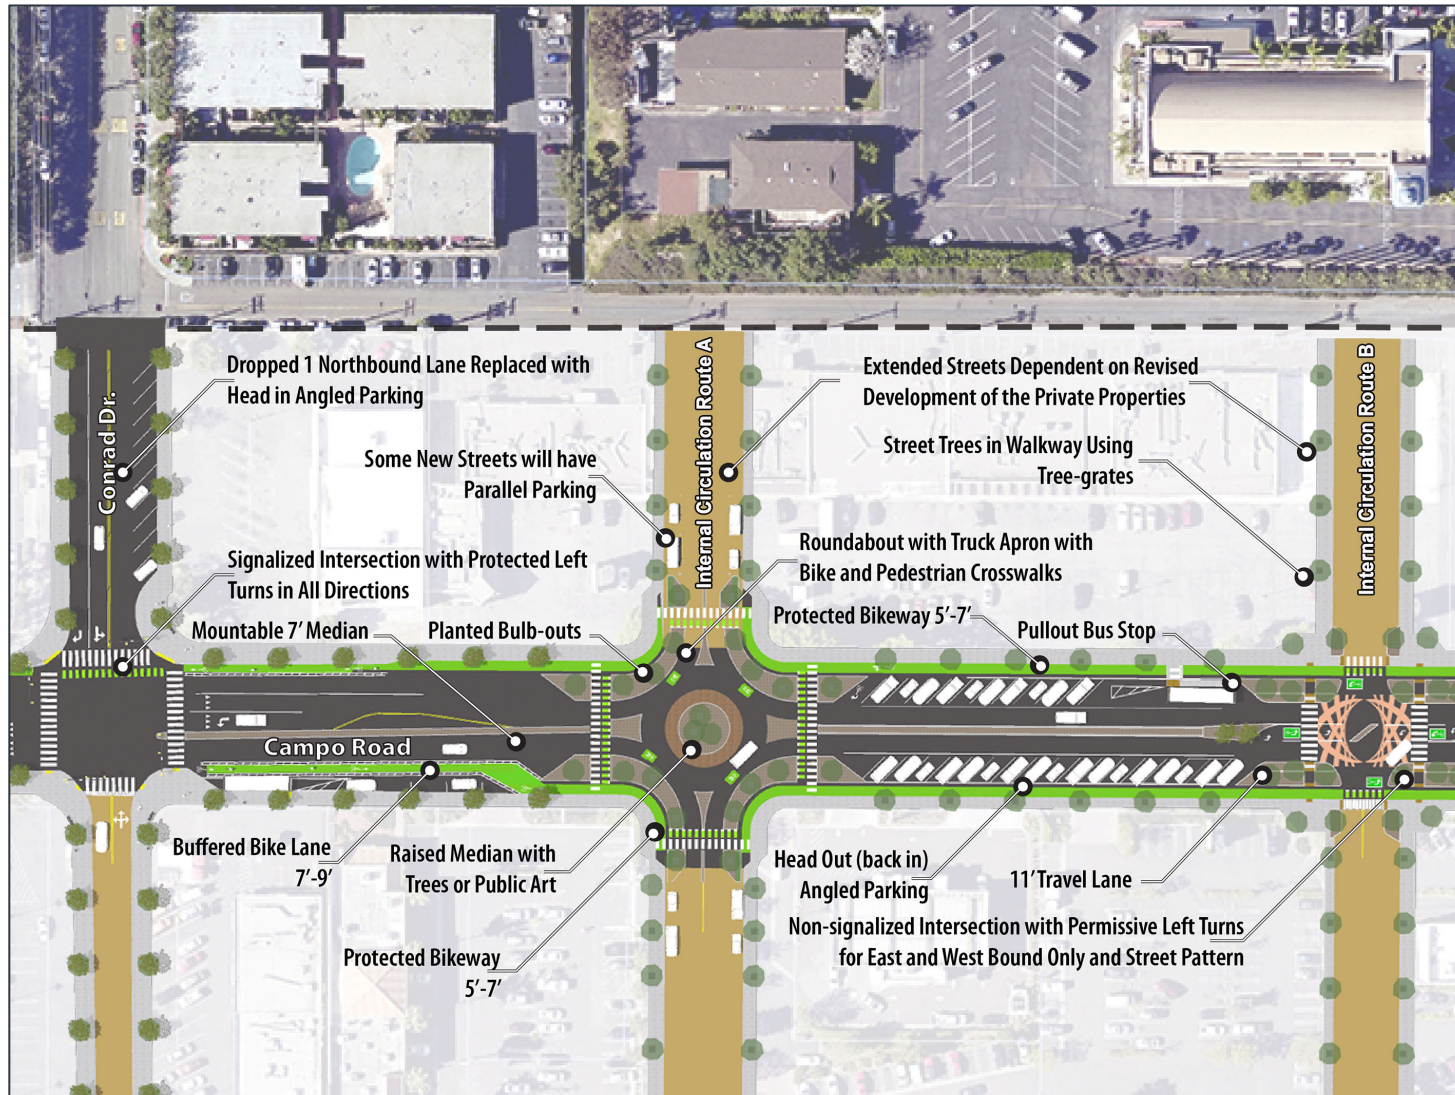 Dropped 1 Northbound Lane Replaced with
Head in Angled Parking
Conrad Dr.
Internal Circulation Route A
Extended Streets Dependent on Revised
Development of the Private Properties
Internal Circulation Route B
Some New Streets will have
Parallel Parking
Street Trees in Walkway Using
Tree-grates
Signalized Intersection with Protected Left
Turns in All Directions
Roundabout with Truck Apron with
Bike and Pedestrian Crosswalks
Mountable 7’ Median
Planted Bulb-outs
Protected Bikeway 5’-7’
Pullout Bus Stop
Campo Road
Buffered Bike Lane
7’-9’
Raised Median with
Trees or Public Art
Head Out (back in)
Angled Parking
11’ Travel Lane
Protected Bikeway
5’-7’
Non-signalized Intersection with Permissive Left Turns
for East and West Bound Only and Street Pattern